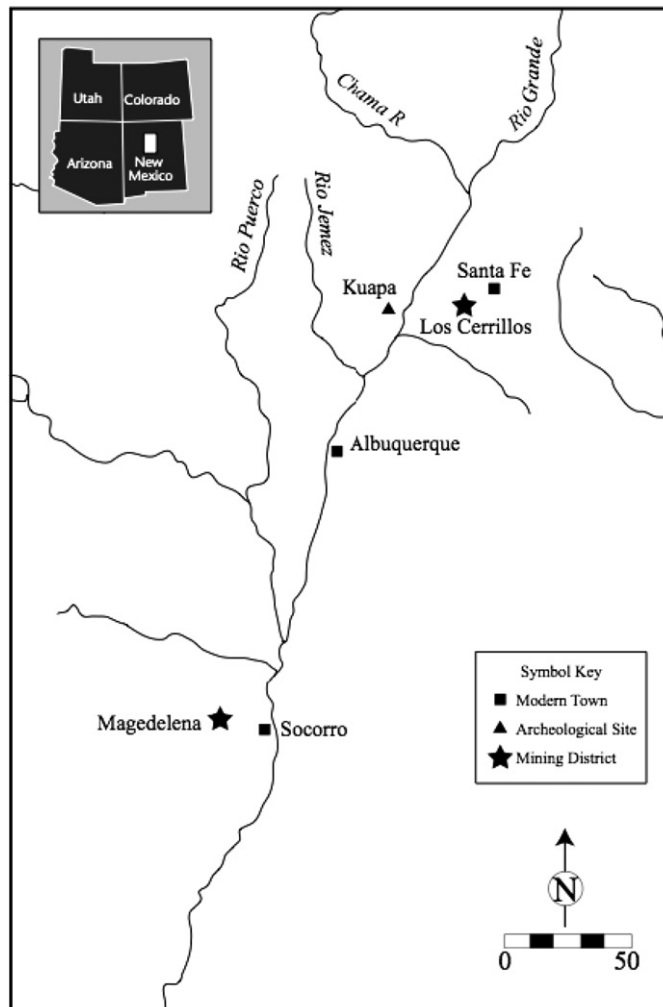 Utah
Colorado
Arizona
New
Mexico
Chama R
Rio Grande
Rio Puerco
Rio Jemez
Kuapa
Santa Fe
Los Cerrillos
Albuquerque
Magedelena
Socorro
Symbol Key
Modern Town
Archeological Site
Mining District
N
0 50